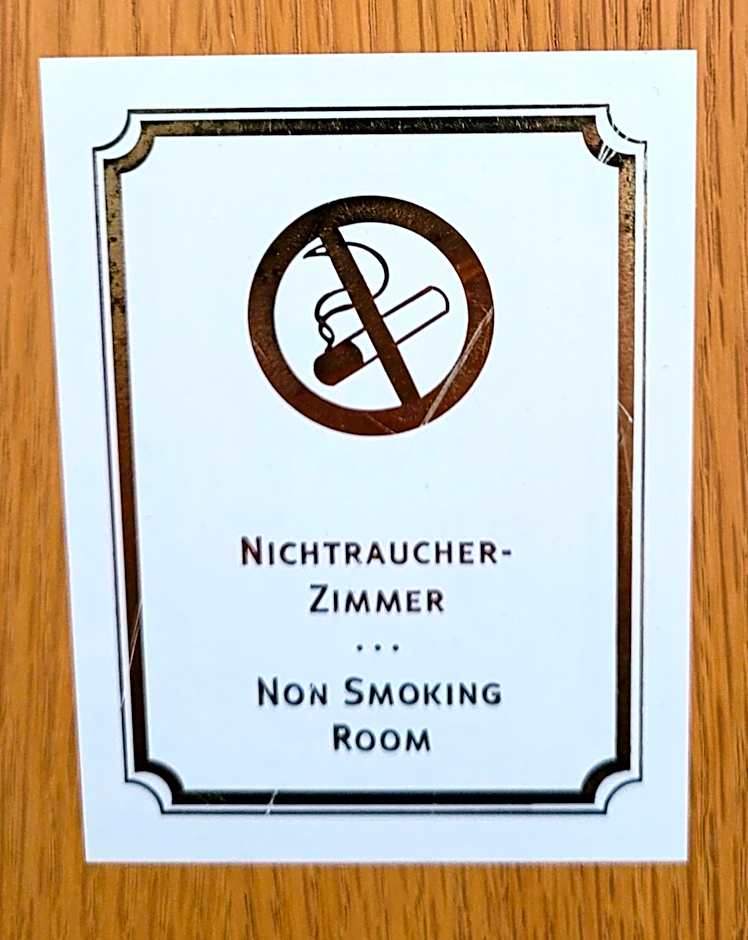 NICHTRAUCHER-
ZIMMER
...
NON SMOKING
ROOM